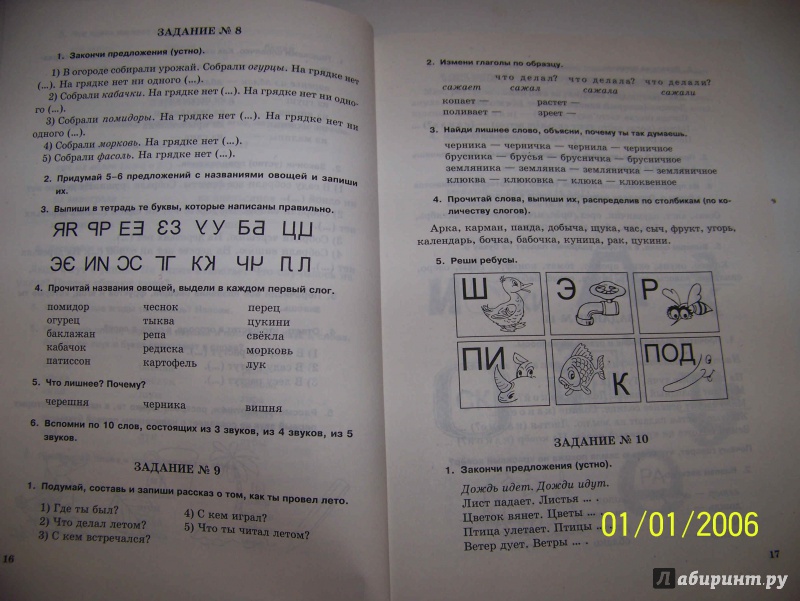 ЗАДАНИЕ № 8
1. Закончи предложения (устно).
1) В огороде собирали урожай. Собрали огурцы. На грядке нет
(...). На грядке нет ни одного (...).
2) Собрали кабачки. На грядке нет (...). На грядке нет ни одно-
го (...).
3) Собрали помидоры. На грядке нет (...). На грядке нет ни
одного (...).
4) Собрали морковь. На грядке нет (...).
5) Собрали фасоль. На грядке нет (...).
2. Придумай 5–6 предложений с названиями овощей и запиши
их.
3. Выпиши в тетрадь те буквы, которые написаны правильно.
4. Прочитай названия овощей, выдели в каждом первый слог.
помидор чеснок перец
огурец тыква цукини
баклажан репа свёкла
кабачок редиска морковь
патиссон картофель лук
5. Что лишнее? Почему?
черешня черника вишня
6. Вспомни по 10 слов, состоящих из 3 звуков, из 4 звуков, из 5
звуков.
ЗАДАНИЕ № 9
1. Подумай, составь и запиши рассказ о том, как ты провел лето.
1) Где ты был? 4) С кем играл?
2) Что делал летом? 5) Что ты читал летом?
3) С кем встречался?
16
2. Измени глаголы по образцу.
что делал? что делала? что делали?
сажает сажал сажала сажали
копает — растет —
поливает — зреет —
3. Найди лишнее слово, объясни, почему ты так думаешь.
черника — черничка — чернила — черничное
брусника — брусья — брусничка — брусничное
земляника — землянка — земляничка — земляничное
клюква — клюковка — клюка — клюквенное
4. Прочитай слова, выпиши их, распределив по столбикам (по ко-
личеству слогов).
Арка, карман, панда, добыча, щука, час, сыч, фрукт, угорь,
календарь, бочка, бабочка, куница, рак, цукини.
5. Реши ребусы.
Ш Э Р
ПИ К ПОД
ЗАДАНИЕ № 10
1. Закончи предложения (устно).
Дождь идет. Дожди идут.
Лист падает. Листья ... .
Цветок вянет. Цветы ... .
Птица улетает. Птицы ... .
Ветер дует. Ветры ... .
17
01/01/2006
Лабиринт.ру